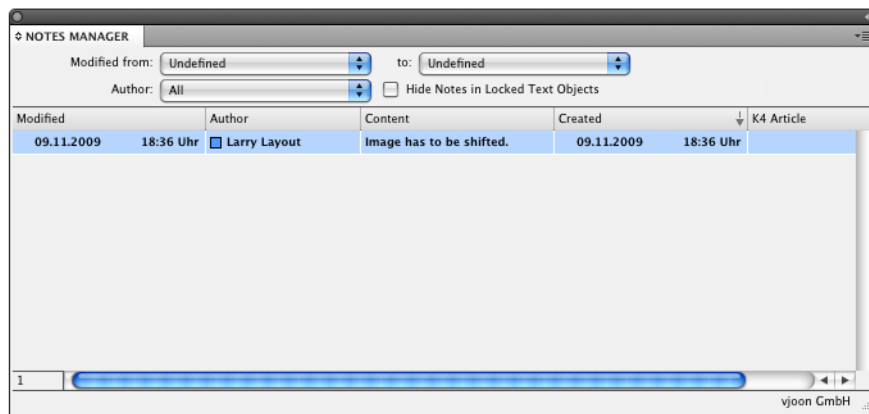 NOTES MANAGER
Modified from: Undefined to: Undefined
Author: All Hide Notes in Locked Text Objects
Modified Author Content Created K4 Article
09.11.2009 18:36 Uhr Larry Layout Image has to be shifted. 09.11.2009 18:36 Uhr
1
vjoon GmbH